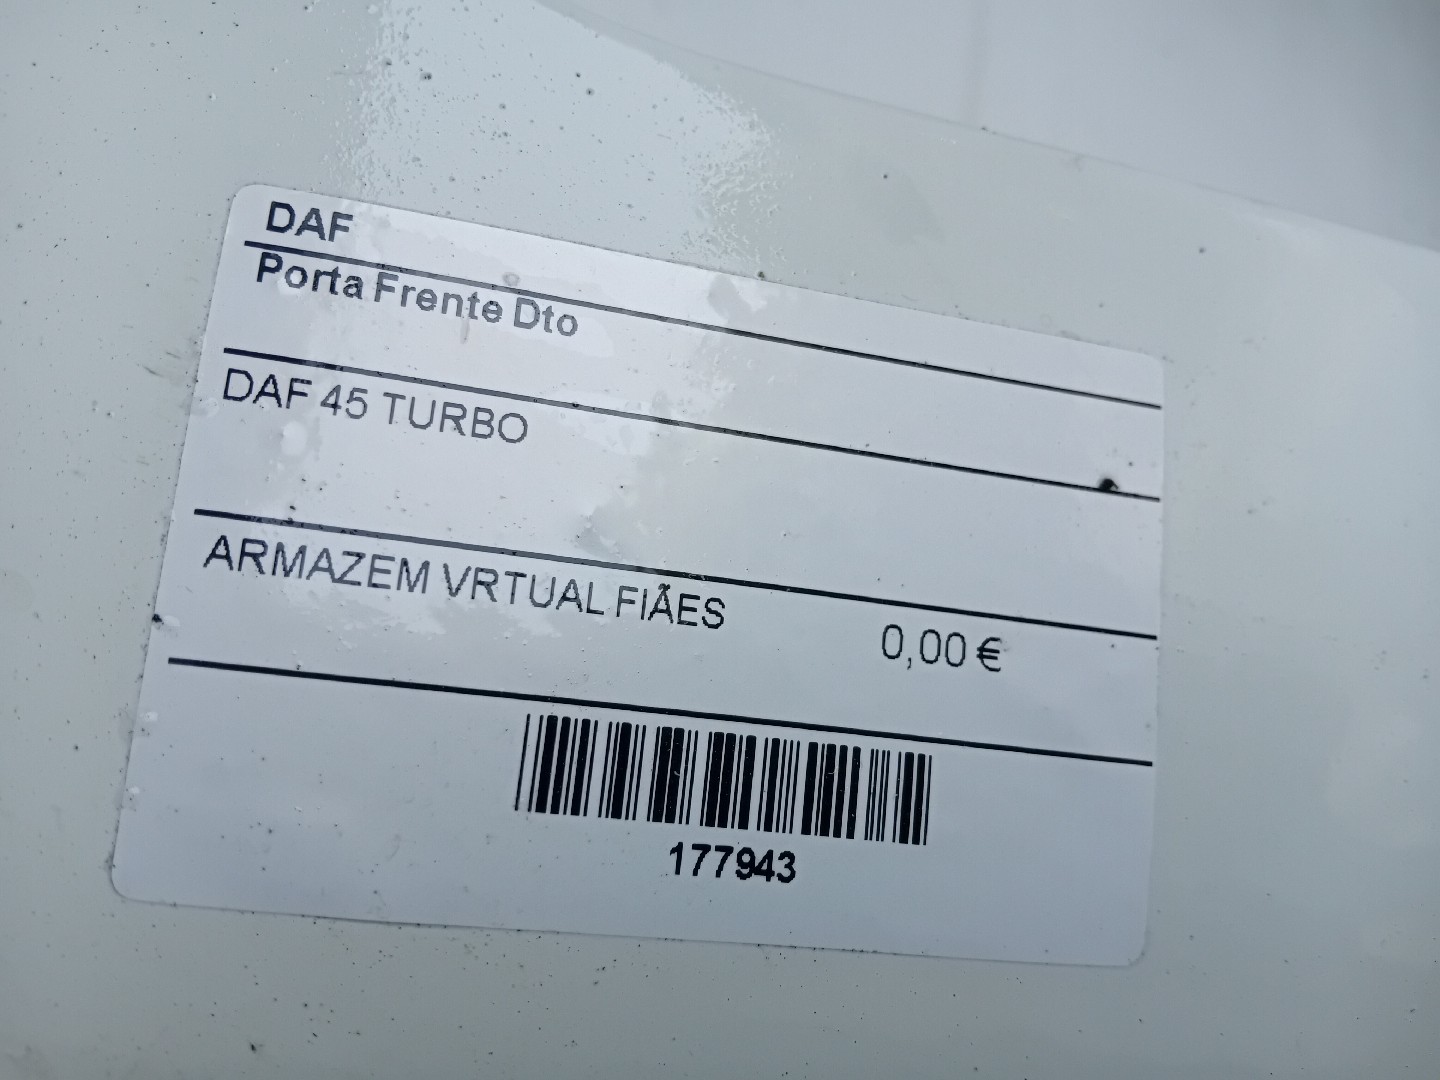 DAF
Porta Frente Dto
DAF 45 TURBO
ARMAZEM VRTUAL FIÃES 0,00 €
177943